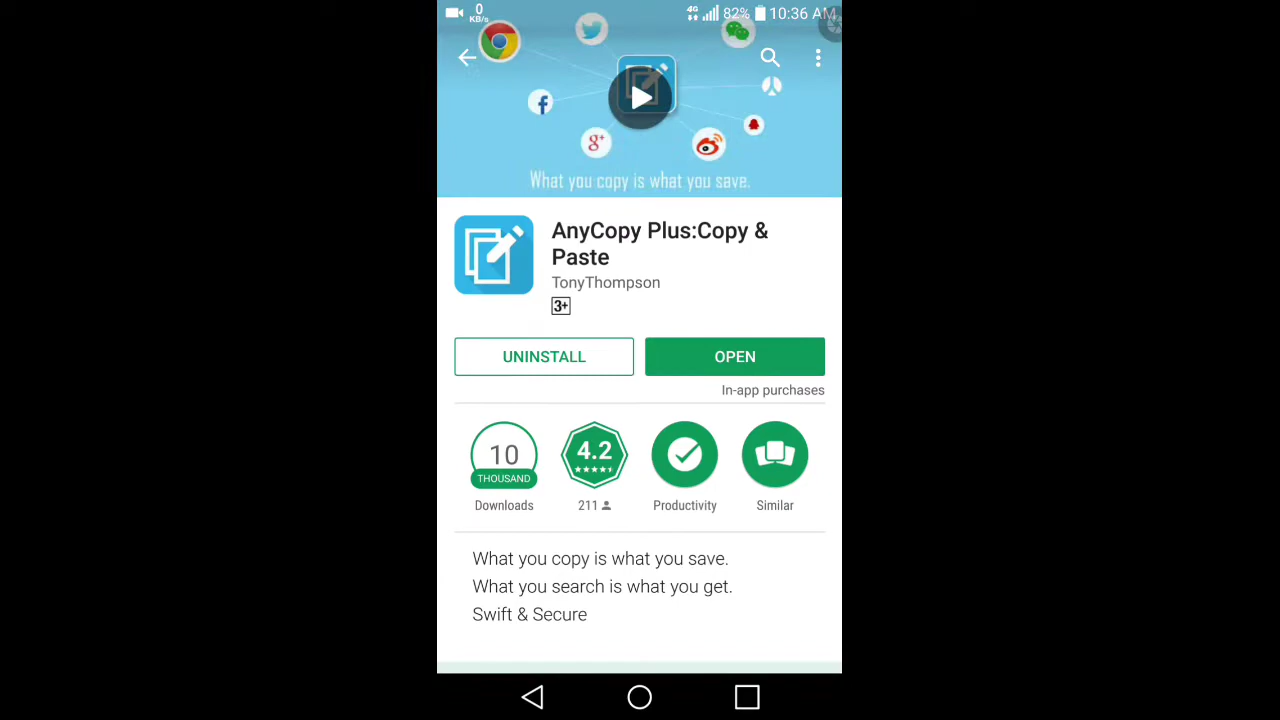 0
KB/s
4G 82% 10:36 AM
g+
What you copy is what you save.
AnyCopy Plus:Copy &
Paste
TonyThompson
3+
UNINSTALL
OPEN
In-app purchases
10
THOUSAND
4.2
Downloads
211
Productivity
Similar
What you copy is what you save.
What you search is what you get.
Swift & Secure